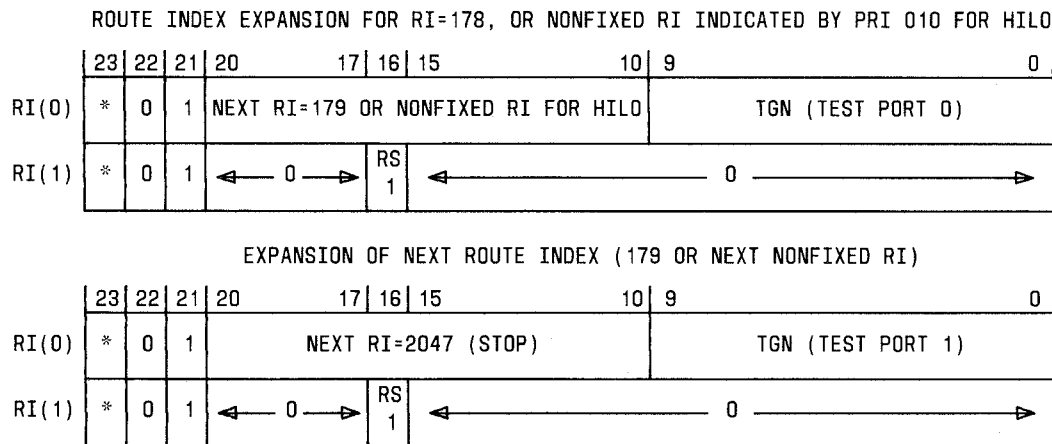 ROUTE INDEX EXPANSION FOR RI=178, OR NONFIXED RI INDICATED BY PRI 010 FOR HILO
23 22 21 20 17 16 15 10 9 0
RI(0) * 0 1 NEXT RI=179 OR NONFIXED RI FOR HILO TGN (TEST PORT 0)
RI(1) * 0 1 0 RS 1 0
EXPANSION OF NEXT ROUTE INDEX (179 OR NEXT NONFIXED RI)
23 22 21 20 17 16 15 10 9 0
RI(0) * 0 1 NEXT RI=2047 (STOP) TGN (TEST PORT 1)
RI(1) * 0 1 0 RS 1 0